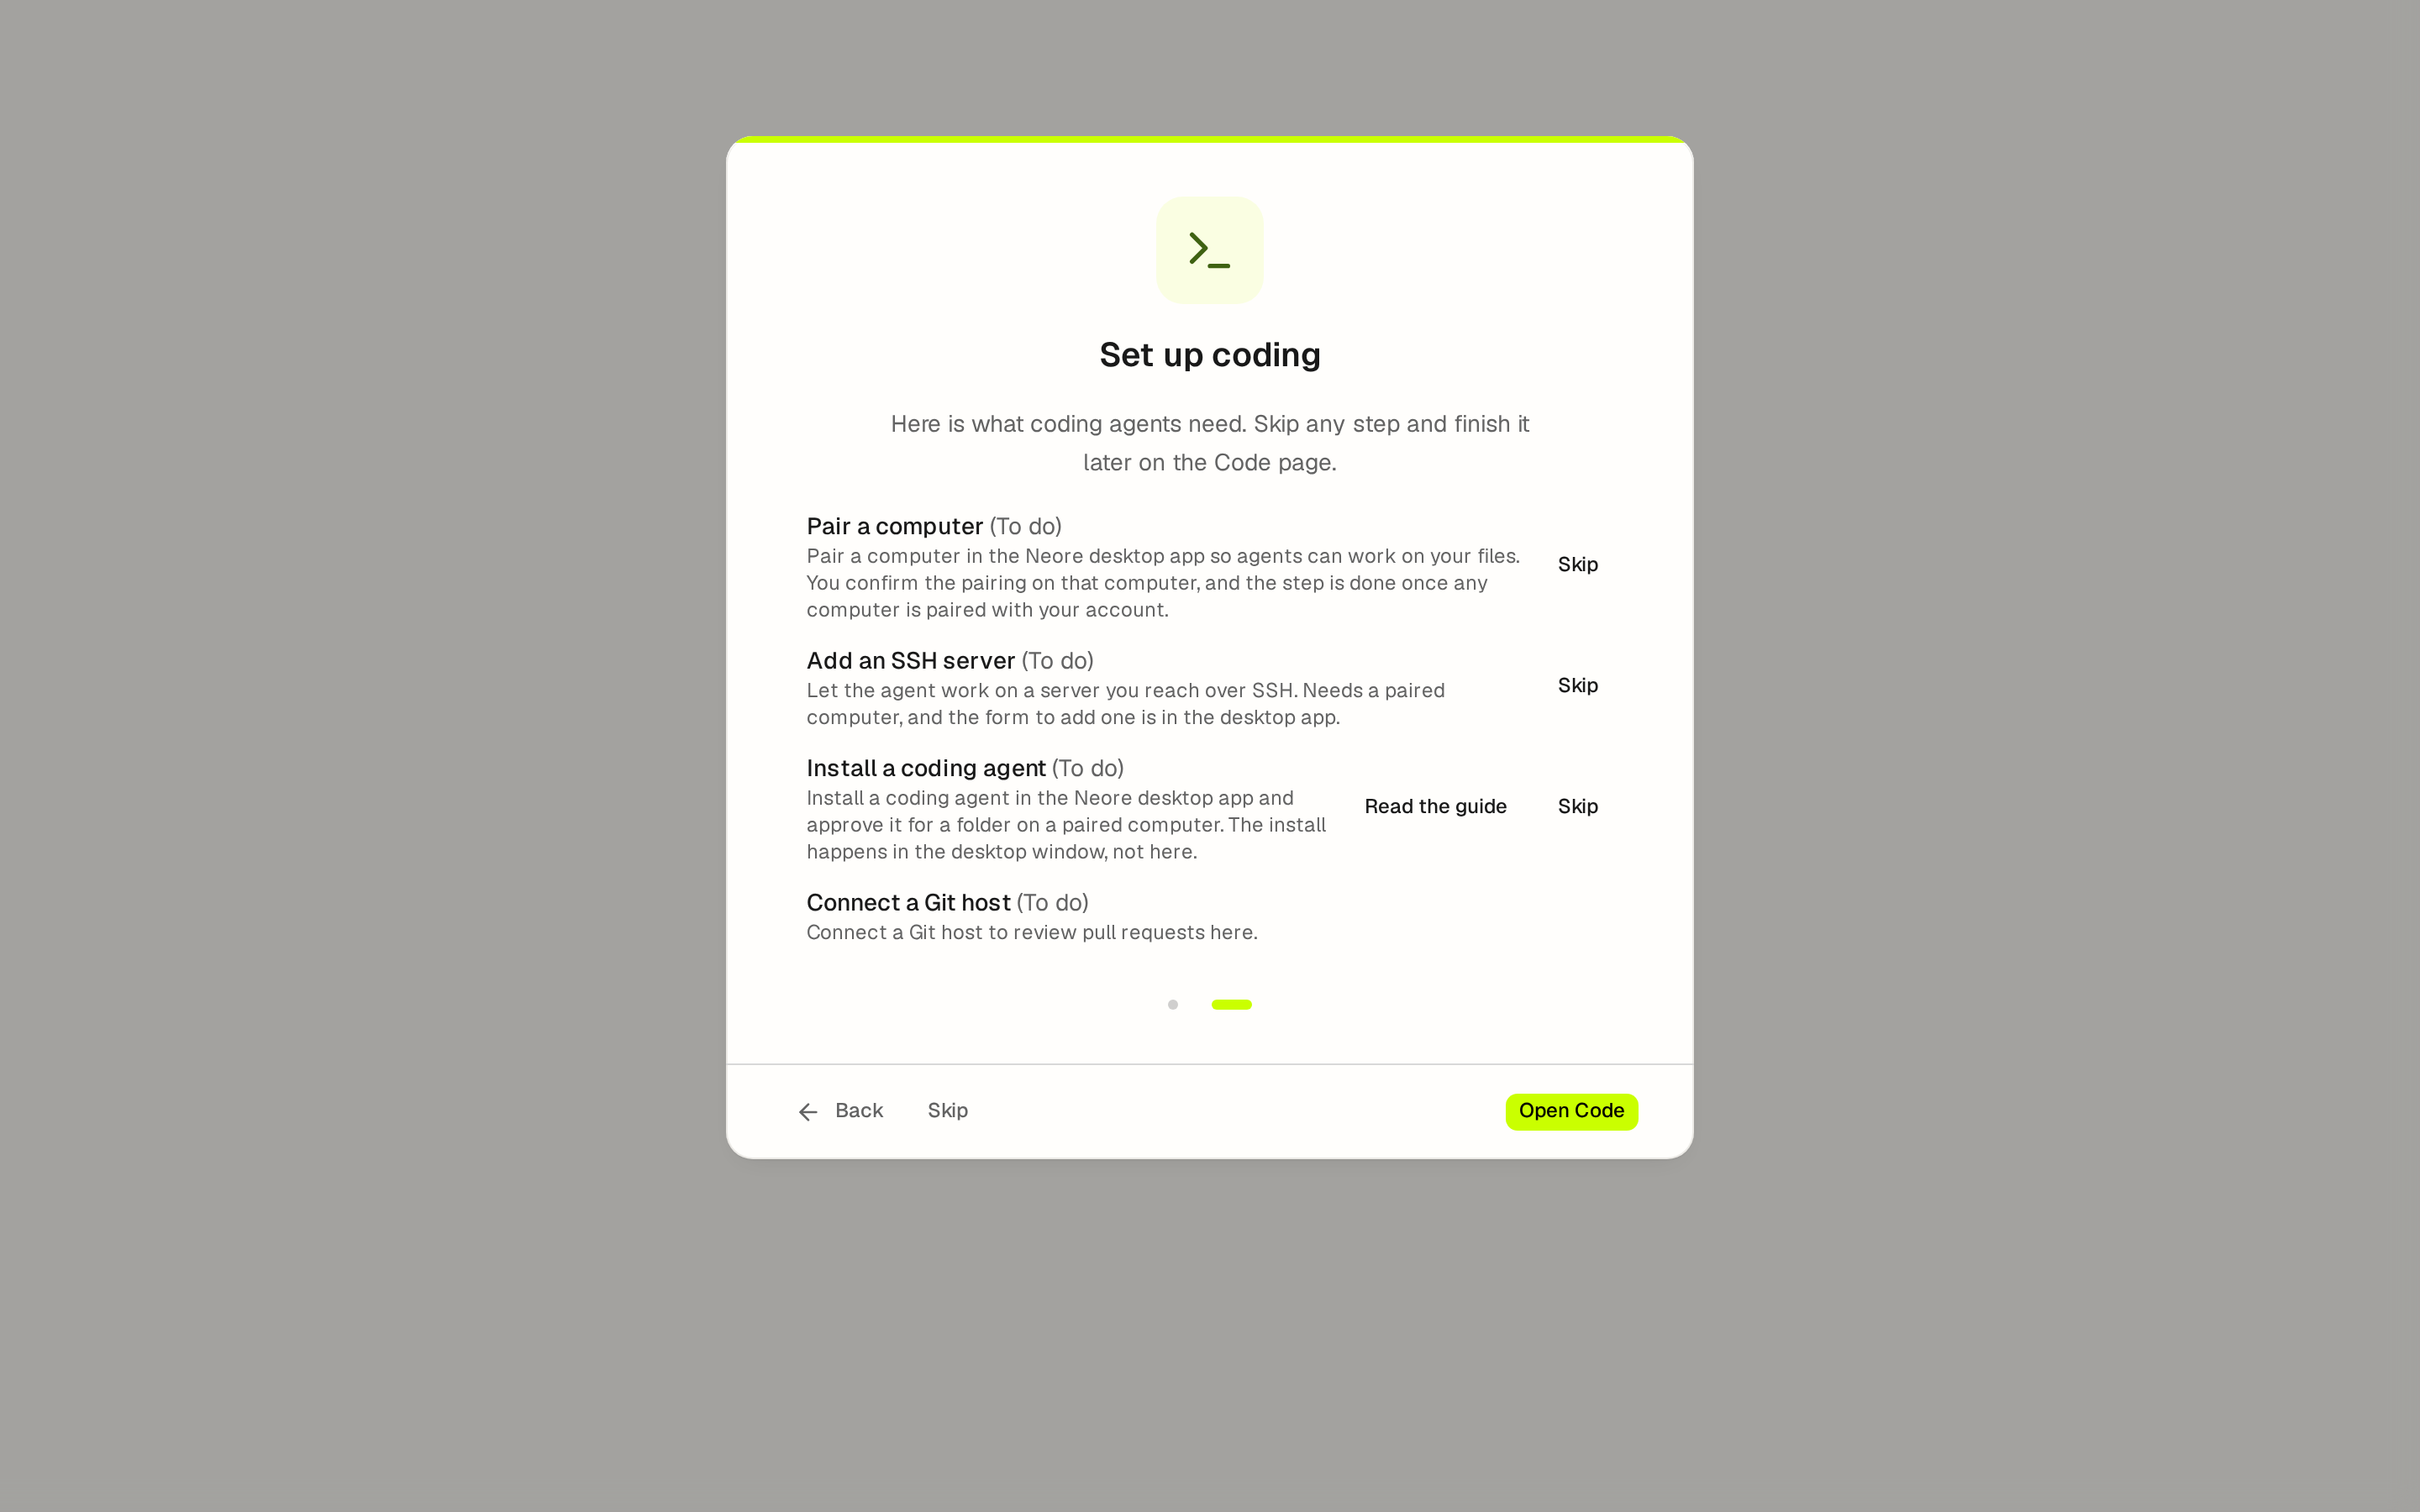 Set up coding
Here is what coding agents need. Skip any step and finish it
later on the Code page.
Pair a computer (To do)
Pair a computer in the Neore desktop app so agents can work on your files.
You confirm the pairing on that computer, and the step is done once any
computer is paired with your account.
Skip
Add an SSH server (To do)
Let the agent work on a server you reach over SSH. Needs a paired
computer, and the form to add one is in the desktop app.
Skip
Install a coding agent (To do)
Install a coding agent in the Neore desktop app and
approve it for a folder on a paired computer. The install
happens in the desktop window, not here.
Read the guide
Skip
Connect a Git host (To do)
Connect a Git host to review pull requests here.
Back
Skip
Open Code